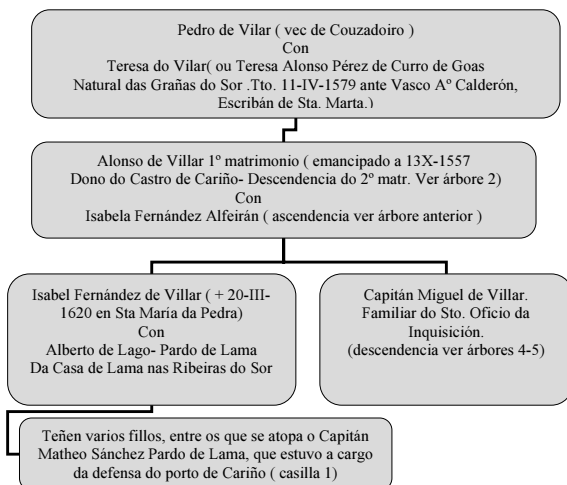 Pedro de Vilar ( vec de Couzadoiro )
Con
Teresa do Vilar( ou Teresa Alonso Pérez de Curro de Goas
Natural das Grañas do Sor .Tto. 11-IV-1579 ante Vasco Aº Calderón,
Escribán de Sta. Marta.)
Alonso de Villar 1º matrimonio ( emancipado a 13X-1557
Dono do Castro de Cariño- Descendencia do 2º matr. Ver árbore 2)
Con
Isabela Fernández Alfeirán ( ascendencia ver árbore anterior )
Isabel Fernández de Villar ( + 20-III-
1620 en Sta María da Pedra)
Con
Alberto de Lago- Pardo de Lama
Da Casa de Lama nas Ribeiras do Sor
Capitán Miguel de Villar.
Familiar do Sto. Oficio da
Inquisición.
(descendencia ver árbores 4-5)
Teñen varios fillos, entre os que se atopa o Capitán
Matheo Sánchez Pardo de Lama, que estuvo a cargo
da defensa do porto de Cariño ( casilla 1)